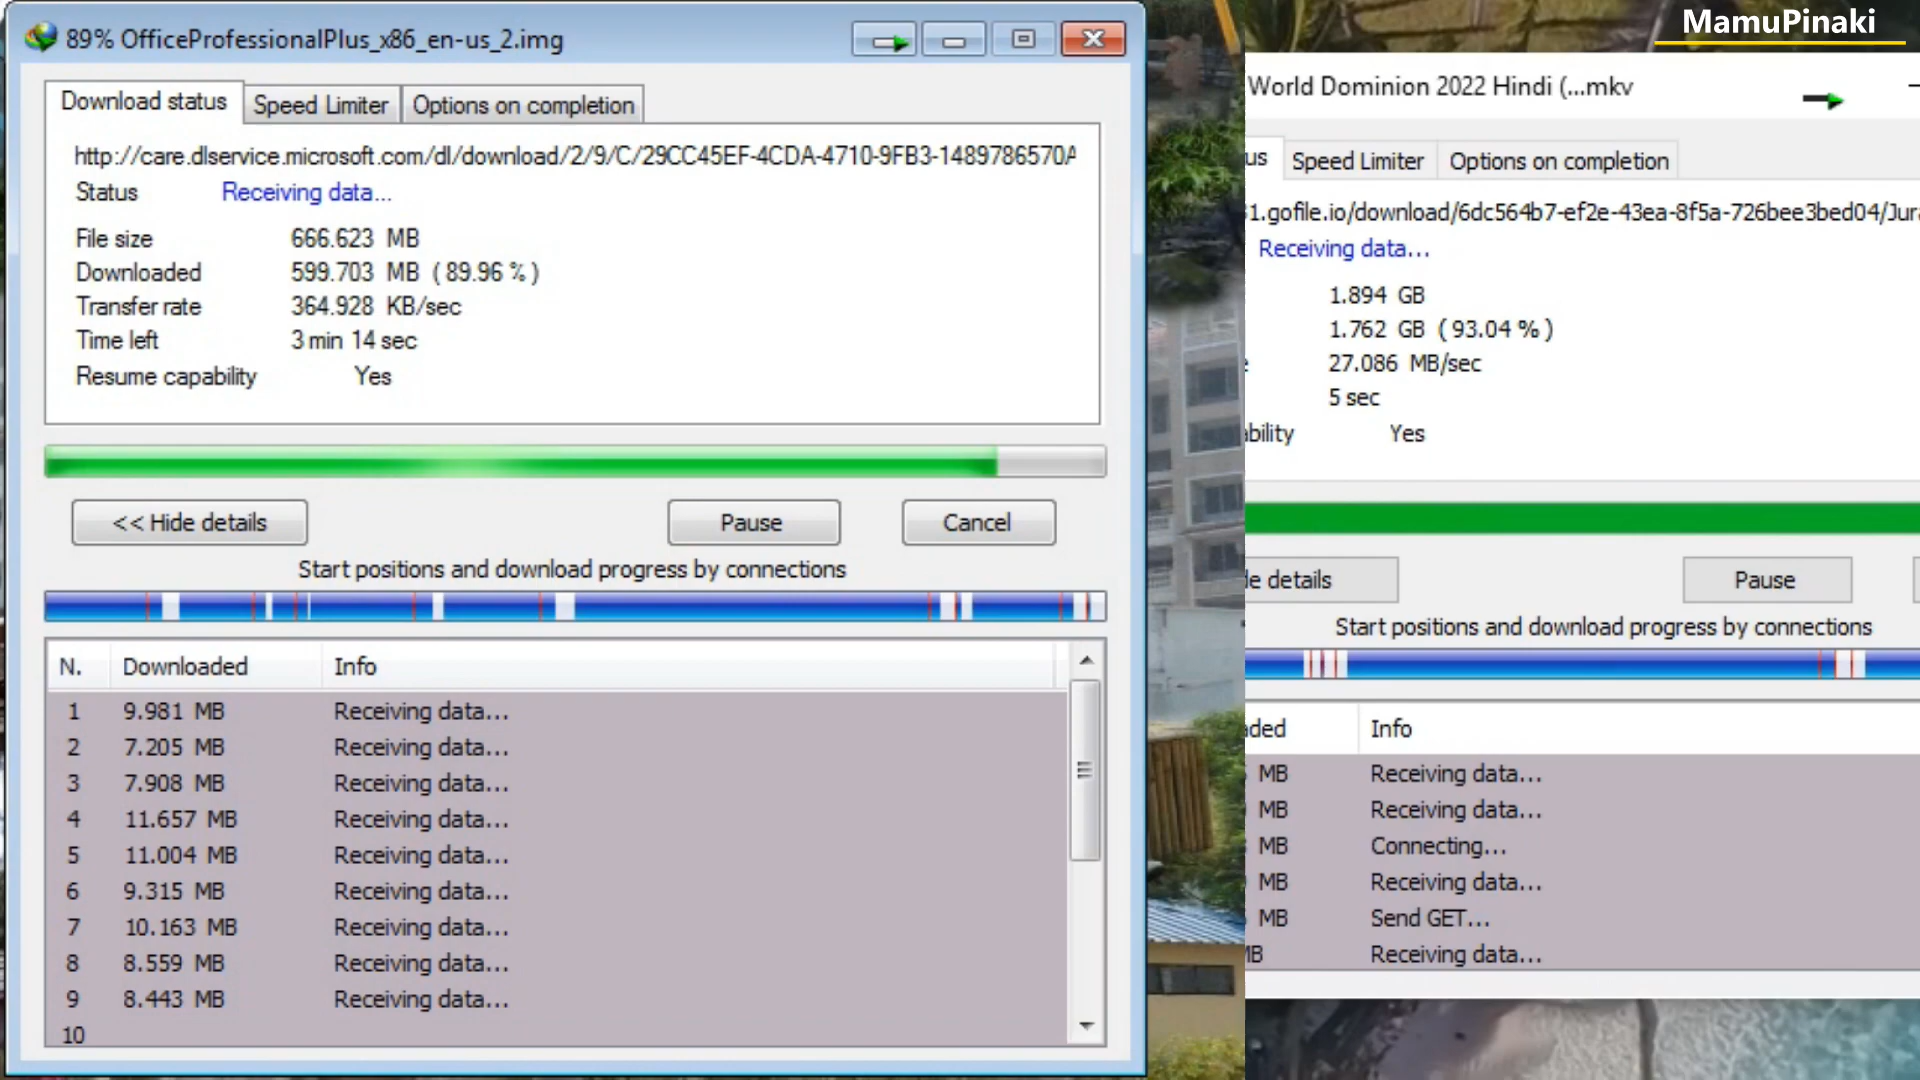 MamuPinaki
89% OfficeProfessionalPlus_x86_en-us_2.img
Download status
Speed Limiter
Options on completion
http://care.dlservice.microsoft.com/dl/download/2/9/C/29CC45EF-4CDA-4710-9FB3-1489786570A
Status Receiving data...
File size 666.623 MB
Downloaded 599.703 MB ( 89.96 % )
Transfer rate 364.928 KB/sec
Time left 3 min 14 sec
Resume capability Yes
<< Hide details
Pause
Cancel
Start positions and download progress by connections
N. Downloaded Info
1 9.981 MB Receiving data...
2 7.205 MB Receiving data...
3 7.908 MB Receiving data...
4 11.657 MB Receiving data...
5 11.004 MB Receiving data...
6 9.315 MB Receiving data...
7 10.163 MB Receiving data...
8 8.559 MB Receiving data...
9 8.443 MB Receiving data...
10
World Dominion 2022 Hindi (...mkv
us
Speed Limiter
Options on completion
1.gofile.io/download/6dc564b7-ef2e-43ea-8f5a-726bee3bed04/Jura
Receiving data...
1.894 GB
1.762 GB ( 93.04 % )
27.086 MB/sec
5 sec
bility Yes
de details
Pause
Start positions and download progress by connections
ded Info
MB Receiving data...
MB Receiving data...
MB Connecting...
MB Receiving data...
MB Send GET...
MB Receiving data...